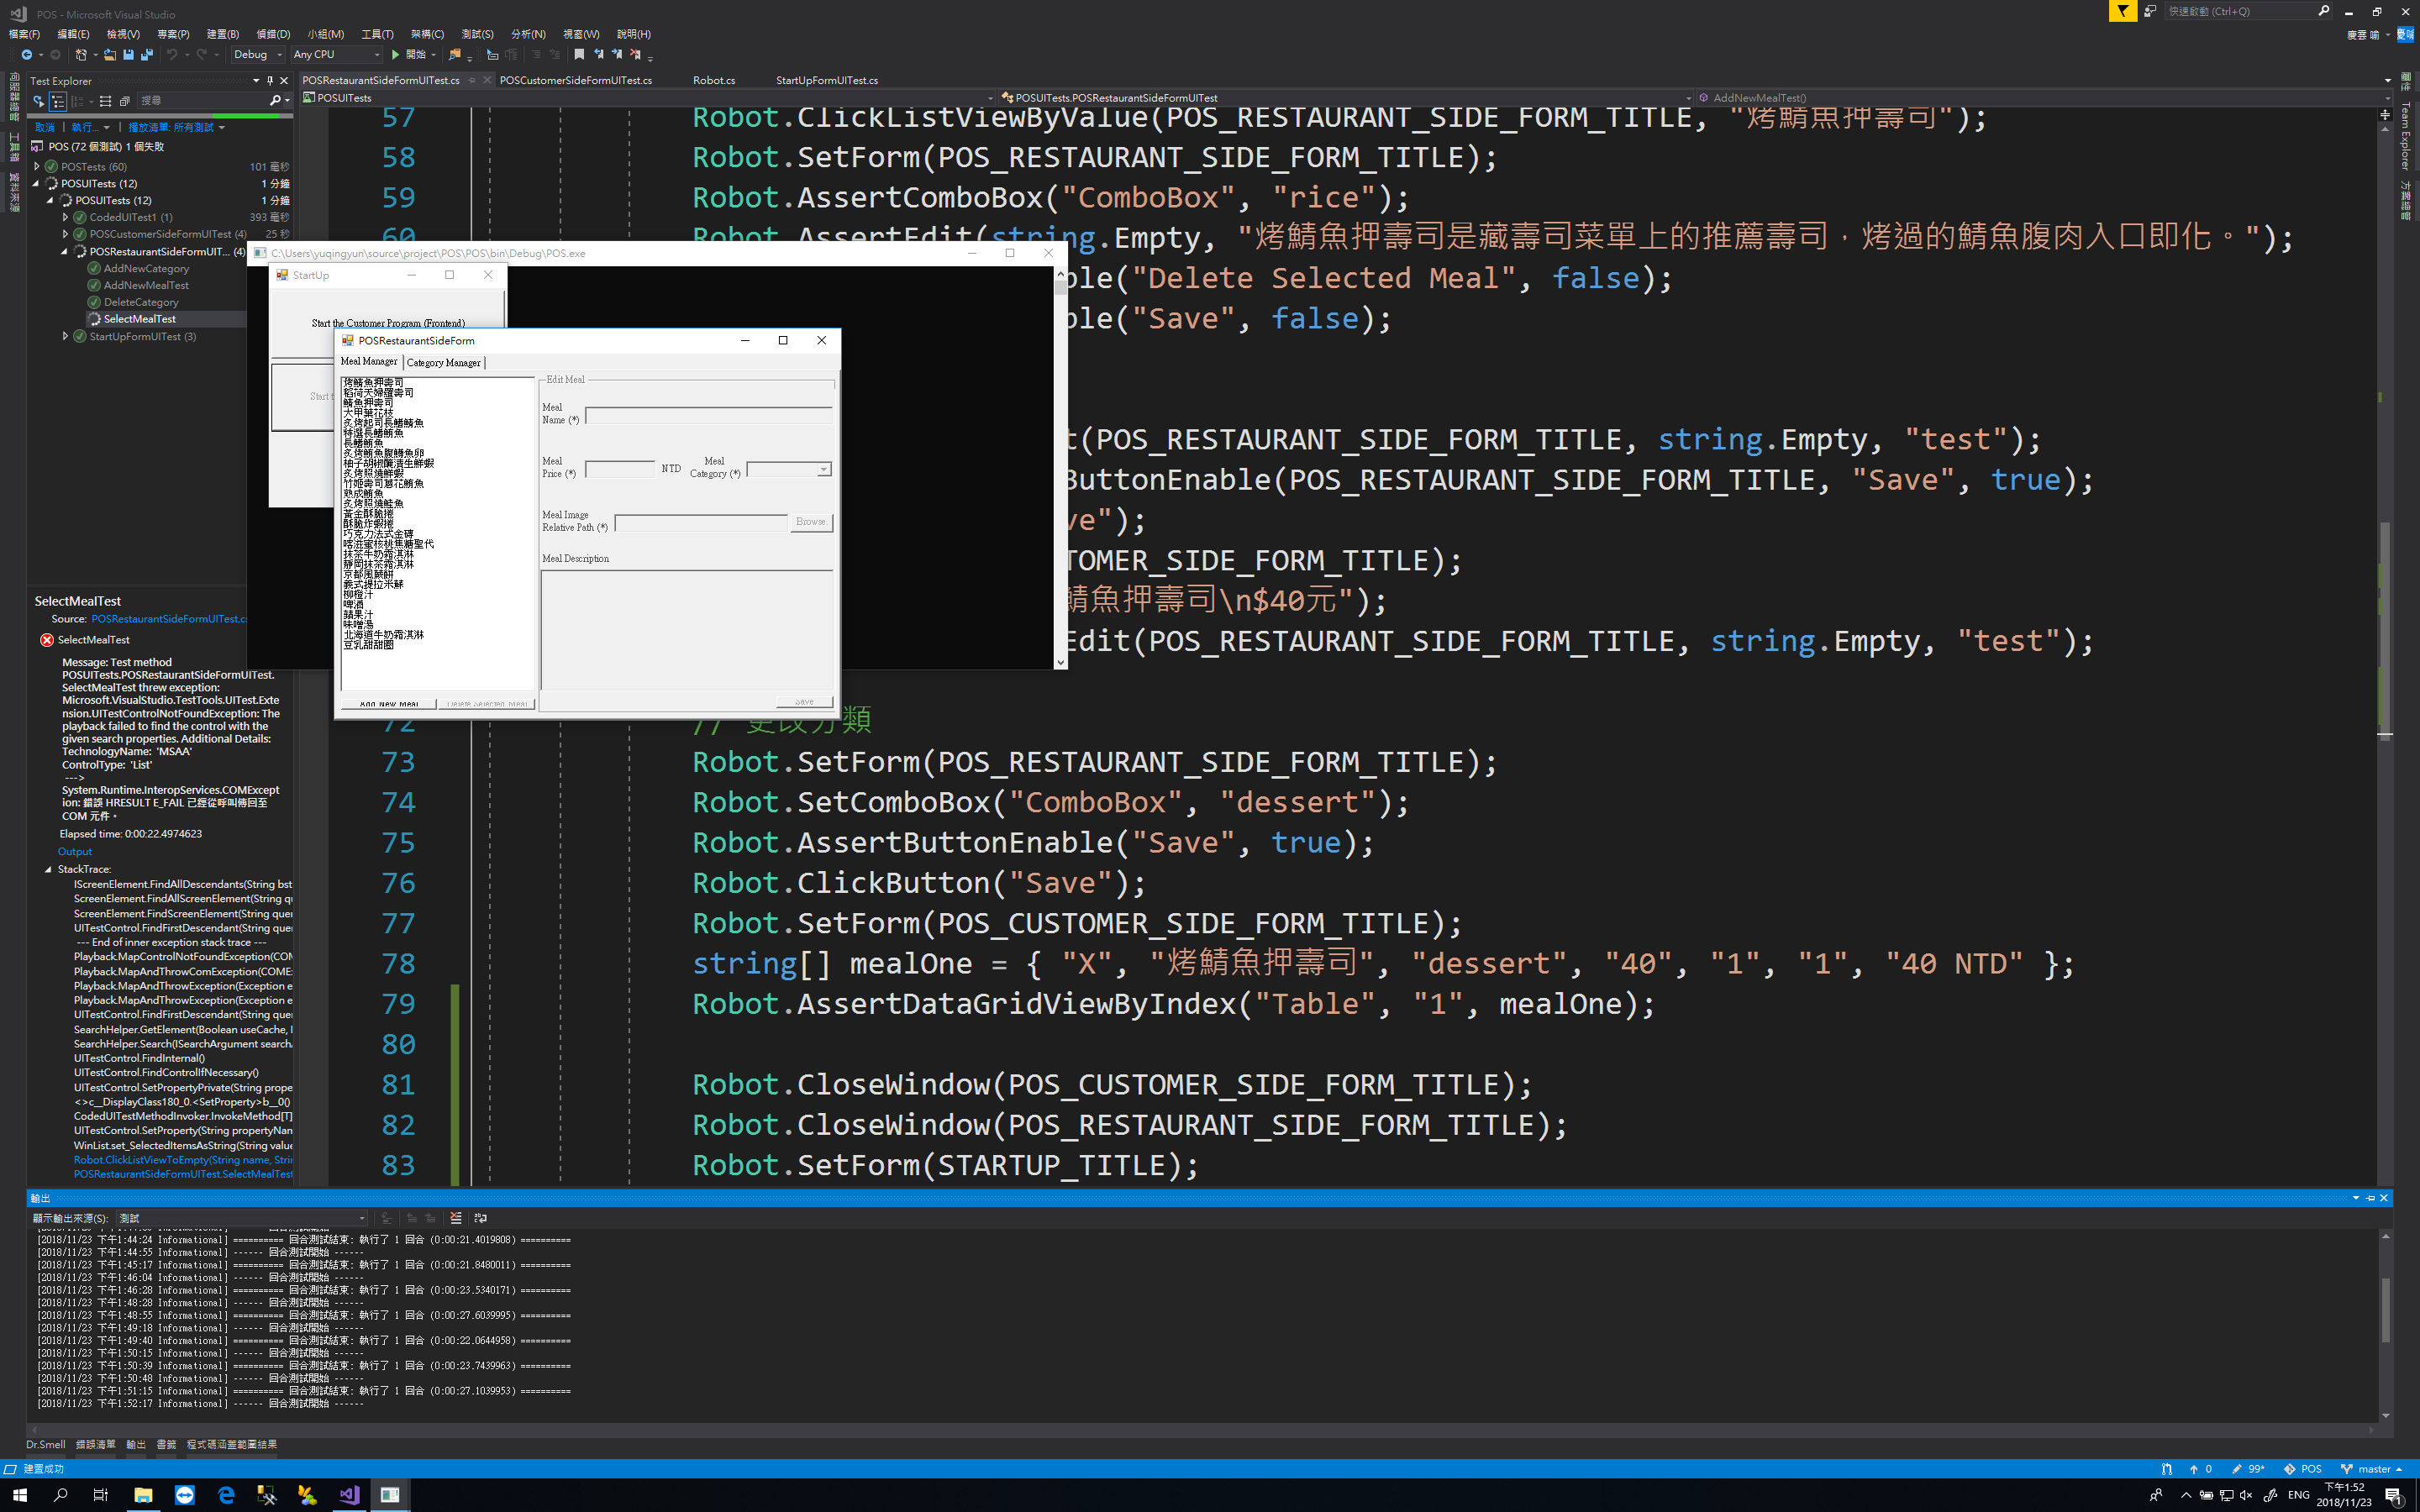 POS - Microsoft Visual Studio
快速啟動 (Ctrl+Q)
檔案(F) 編輯(E) 檢視(V) 專案(P) 建置(B) 偵錯(D) 小組(M) 工具(T) 架構(C) 測試(S) 分析(N) 視窗(W) 說明(H)
慶雲 喻
Debug Any CPU 開始
Test Explorer
POSRestaurantSideFormUITest.cs POSCustomerSideFormUITest.cs Robot.cs StartUpFormUITest.cs
搜尋
POSUITests POSUITests.POSRestaurantSideFormUITest AddNewMealTest()
取消 執行... 播放清單: 所有測試
POS (72 個測試) 1 個失敗
POSTests (60) 101 毫秒
POSUITests (12) 1 分鐘
POSUITests (12) 1 分鐘
CodedUITest1 (1) 393 毫秒
POSCustomerSideFormUITest (4) 25 秒
POSRestaurantSideFormUIT... (4)
AddNewCategory
AddNewMealTest
DeleteCategory
SelectMealTest
StartUpFormUITest (3)
Team Explorer
57 Robot.ClickListViewByValue(POS_RESTAURANT_SIDE_FORM_TITLE, "烤鯖魚押壽司");
58 Robot.SetForm(POS_RESTAURANT_SIDE_FORM_TITLE);
59 Robot.AssertComboBox("ComboBox", "rice");
60 Robot.AssertEdit(string.Empty, "烤鯖魚押壽司是藏壽司菜單上的推薦壽司，烤過的鯖魚腹肉入口即化。");
ble("Delete Selected Meal", false);
ble("Save", false);
t(POS_RESTAURANT_SIDE_FORM_TITLE, string.Empty, "test");
ButtonEnable(POS_RESTAURANT_SIDE_FORM_TITLE, "Save", true);
ve");
TOMER_SIDE_FORM_TITLE);
鯖魚押壽司\n$40元");
Edit(POS_RESTAURANT_SIDE_FORM_TITLE, string.Empty, "test");
72 // 更改分類
73 Robot.SetForm(POS_RESTAURANT_SIDE_FORM_TITLE);
74 Robot.SetComboBox("ComboBox", "dessert");
75 Robot.AssertButtonEnable("Save", true);
76 Robot.ClickButton("Save");
77 Robot.SetForm(POS_CUSTOMER_SIDE_FORM_TITLE);
78 string[] mealOne = { "X", "烤鯖魚押壽司", "dessert", "40", "1", "1", "40 NTD" };
79 Robot.AssertDataGridViewByIndex("Table", "1", mealOne);
80
81 Robot.CloseWindow(POS_CUSTOMER_SIDE_FORM_TITLE);
82 Robot.CloseWindow(POS_RESTAURANT_SIDE_FORM_TITLE);
83 Robot.SetForm(STARTUP_TITLE);
C:\Users\yuqingyun\source\project\POS\POS\bin\Debug\POS.exe
StartUp
Start the Customer Program (Frontend)
Start t
POSRestaurantSideForm
Meal Manager Category Manager
烤鯖魚押壽司
稻荷天婦羅壽司
鯖魚押壽司
大甲葉花枝
炙烤起司長鰭鮪魚
特選長鰭鮪魚
長鰭鮪魚
柚子胡椒醃漬生鮮蝦
炙烤照燒鮮蝦
竹姬壽司蔥花鮪魚
熟成鮪魚
炙烤照燒鮭魚
黃金酥脆捲
酥脆炸蝦捲
巧克力法式金磚
抹茶牛奶霜淇淋
靜岡抹茶霜淇淋
京都風蕨餅
義式提拉米蘇
柳橙汁
啤酒
蘋果汁
味噌湯
北海道牛奶霜淇淋
豆乳甜甜圈
Add New Meal Delete Selected Meal
Edit Meal
Meal Name (*)
Meal Price (*) NTD Meal Category (*)
Meal Image Relative Path (*) Browse.
Meal Description
Save
SelectMealTest
Source: POSRestaurantSideFormUITest.c
SelectMealTest
Message: Test method
POSUITests.POSRestaurantSideFormUITest.
SelectMealTest threw exception:
Microsoft.VisualStudio.TestTools.UITest.Exte
nsion.UITestControlNotFoundException: The
playback failed to find the control with the
given search properties. Additional Details:
TechnologyName: 'MSAA'
ControlType: 'List'
--->
System.Runtime.InteropServices.COMExcept
ion: 錯誤 HRESULT E_FAIL 已經從呼叫傳回至
COM 元件。
Elapsed time: 0:00:22.4974623
Output
StackTrace:
IScreenElement.FindAllDescendants(String bst
ScreenElement.FindAllScreenElement(String qu
ScreenElement.FindScreenElement(String quer
UITestControl.FindFirstDescendant(String quer
--- End of inner exception stack trace ---
Playback.MapControlNotFoundException(CON
Playback.MapAndThrowComException(COME
Playback.MapAndThrowException(Exception e
Playback.MapAndThrowException(Exception e
UITestControl.FindFirstDescendant(String quer
SearchHelper.GetElement(Boolean useCache, I
SearchHelper.Search(ISearchArgument search
UITestControl.FindInternal()
UITestControl.FindControlIfNecessary()
UITestControl.SetPropertyPrivate(String prope
<>c__DisplayClass180_0.<SetProperty>b__0()
CodedUITestMethodInvoker.InvokeMethod[T]
UITestControl.SetProperty(String propertyNan
WinList.set_SelectedItemsAsString(String value
Robot.ClickListViewToEmpty(String name, Stri
POSRestaurantSideFormUITest.SelectMealTest
輸出
顯示輸出來源(S): 測試
[2018/11/23 下午1:44:24 Informational] ========== 回合測試結束: 執行了 1 回合 (0:00:21.4019808) ==========
[2018/11/23 下午1:44:55 Informational] ------ 回合測試開始 ------
[2018/11/23 下午1:45:17 Informational] ========== 回合測試結束: 執行了 1 回合 (0:00:21.8480011) ==========
[2018/11/23 下午1:46:04 Informational] ------ 回合測試開始 ------
[2018/11/23 下午1:46:28 Informational] ========== 回合測試結束: 執行了 1 回合 (0:00:23.5340171) ==========
[2018/11/23 下午1:48:28 Informational] ------ 回合測試開始 ------
[2018/11/23 下午1:48:55 Informational] ========== 回合測試結束: 執行了 1 回合 (0:00:27.6039995) ==========
[2018/11/23 下午1:49:18 Informational] ------ 回合測試開始 ------
[2018/11/23 下午1:49:40 Informational] ========== 回合測試結束: 執行了 1 回合 (0:00:22.0644958) ==========
[2018/11/23 下午1:50:15 Informational] ------ 回合測試開始 ------
[2018/11/23 下午1:50:39 Informational] ========== 回合測試結束: 執行了 1 回合 (0:00:23.7439963) ==========
[2018/11/23 下午1:50:48 Informational] ------ 回合測試開始 ------
[2018/11/23 下午1:51:15 Informational] ========== 回合測試結束: 執行了 1 回合 (0:00:27.1039953) ==========
[2018/11/23 下午1:52:17 Informational] ------ 回合測試開始 ------
Dr.Smell 錯誤清單 輸出 書籤 程式碼涵蓋範圍結果
建置成功 0 99* POS master
ENG 下午1:52
2018/11/23